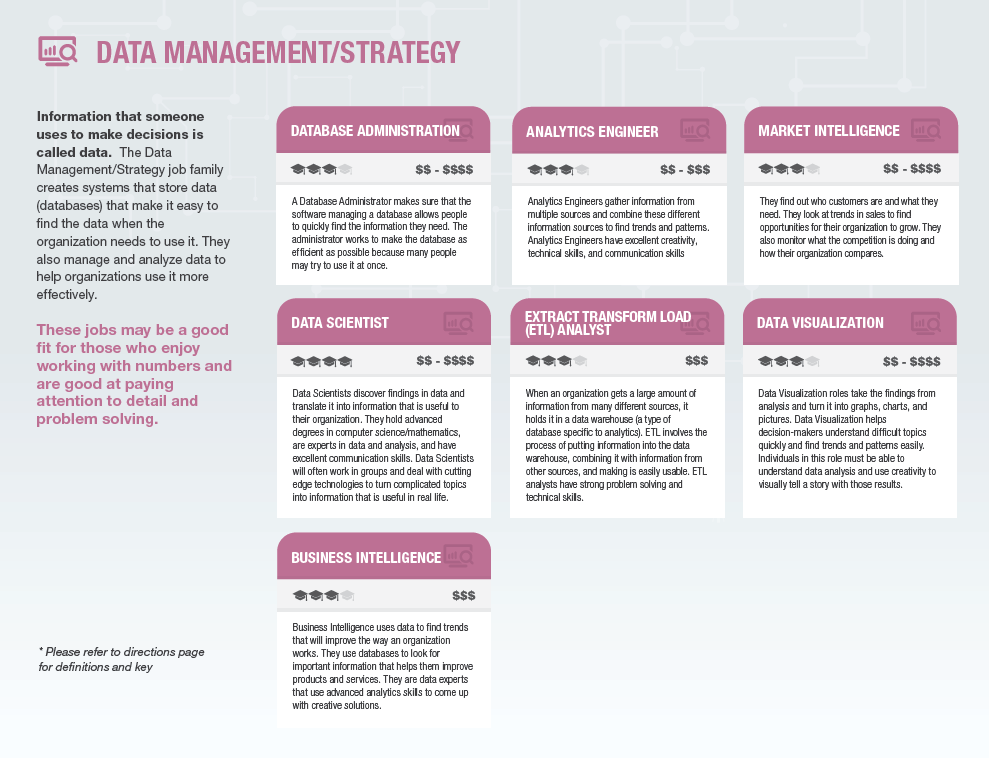 DATA MANAGEMENT/STRATEGY
Information that someone
uses to make decisions is
called data. The Data
Management/Strategy job family
creates systems that store data
(databases) that make it easy to
find the data when the
organization needs to use it. They
also manage and analyze data to
help organizations use it more
effectively.
These jobs may be a good
fit for those who enjoy
working with numbers and
are good at paying
attention to detail and
problem solving.
* Please refer to directions page
for definitions and key
DATABASE ADMINISTRATION
$$ - $$$$
A Database Administrator makes sure that the
software managing a database allows people
to quickly find the information they need. The
administrator works to make the database as
efficient as possible because many people
may try to use it at once.
ANALYTICS ENGINEER
$$ - $$$
Analytics Engineers gather information from
multiple sources and combine these different
information sources to find trends and patterns.
Analytics Engineers have excellent creativity,
technical skills, and communication skills
MARKET INTELLIGENCE
$$ - $$$$
They find out who customers are and what they
need. They look at trends in sales to find
opportunities for their organization to grow. They
also monitor what the competition is doing and
how their organization compares.
DATA SCIENTIST
$$ - $$$$
Data Scientists discover findings in data and
translate it into information that is useful to
their organization. They hold advanced
degrees in computer science/mathematics,
are experts in data and analysis, and have
excellent communication skills. Data Scientists
will often work in groups and deal with cutting
edge technologies to turn complicated topics
into information that is useful in real life.
EXTRACT TRANSFORM LOAD
(ETL) ANALYST
$$$
When an organization gets a large amount of
information from many different sources, it
holds it in a data warehouse (a type of
database specific to analytics). ETL involves the
process of putting information into the data
warehouse, combining it with information from
other sources, and making is easily usable. ETL
analysts have strong problem solving and
technical skills.
DATA VISUALIZATION
$$ - $$$$
Data Visualization roles take the findings from
analysis and turn it into graphs, charts, and
pictures. Data Visualization helps
decision-makers understand difficult topics
quickly and find trends and patterns easily.
Individuals in this role must be able to
understand data analysis and use creativity to
visually tell a story with those results.
BUSINESS INTELLIGENCE
$$$
Business Intelligence uses data to find trends
that will improve the way an organization
works. They use databases to look for
important information that helps them improve
products and services. They are data experts
that use advanced analytics skills to come up
with creative solutions.